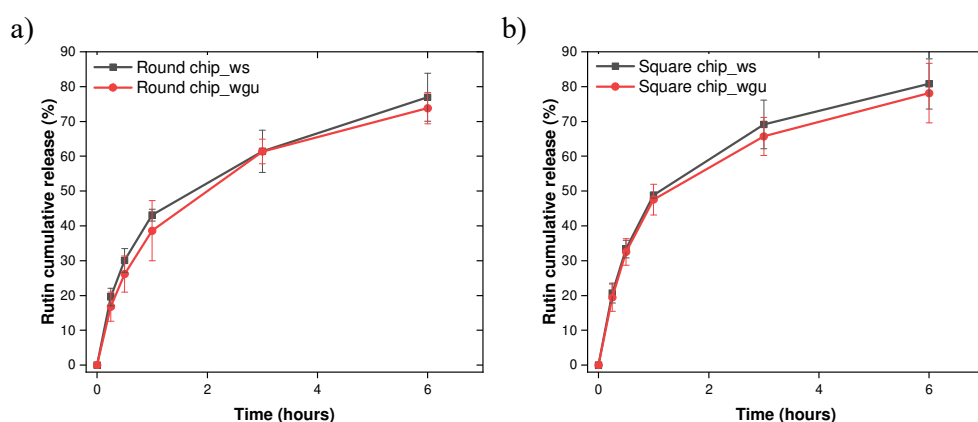 a)
Round chip_ws
Round chip_wgu
Rutin cumulative release (%)
90
80
70
60
50
40
30
20
10
0
0 2 4 6
Time (hours)
b)
Square chip_ws
Square chip_wgu
Rutin cumulative release (%)
90
80
70
60
50
40
30
20
10
0
0 2 4 6
Time (hours)